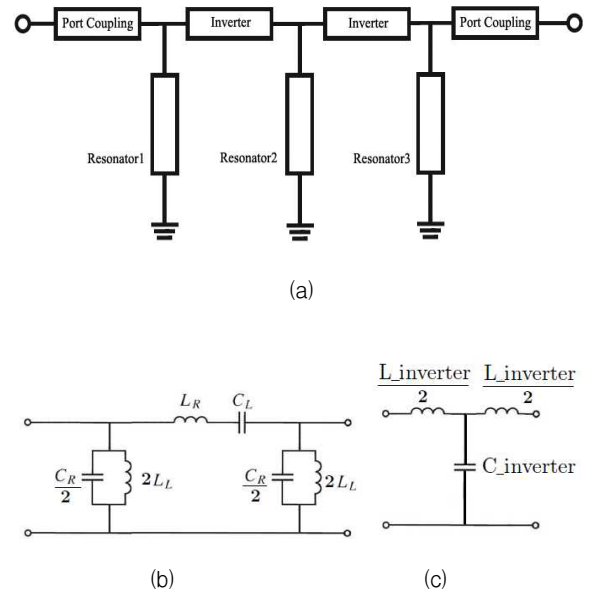 Port Coupling Inverter Inverter Port Coupling
Resonator1 Resonator2 Resonator3
(a)
L_R C_L
C_R/2 2L_L C_R/2 2L_L
(b)
L_inverter/2 L_inverter/2
C_inverter
(c)